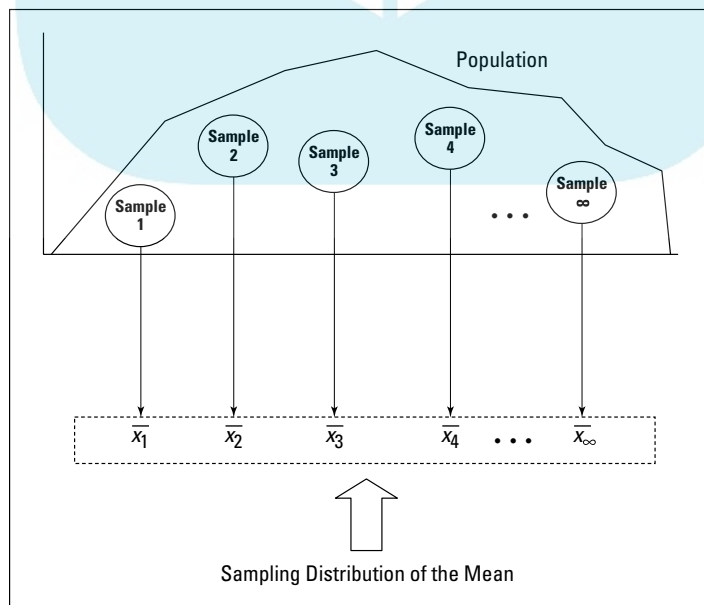 Population
Sample 1
Sample 2
Sample 3
Sample 4
• • •
Sample ∞
x̄₁ x̄₂ x̄₃ x̄₄ • • • x̄∞
Sampling Distribution of the Mean